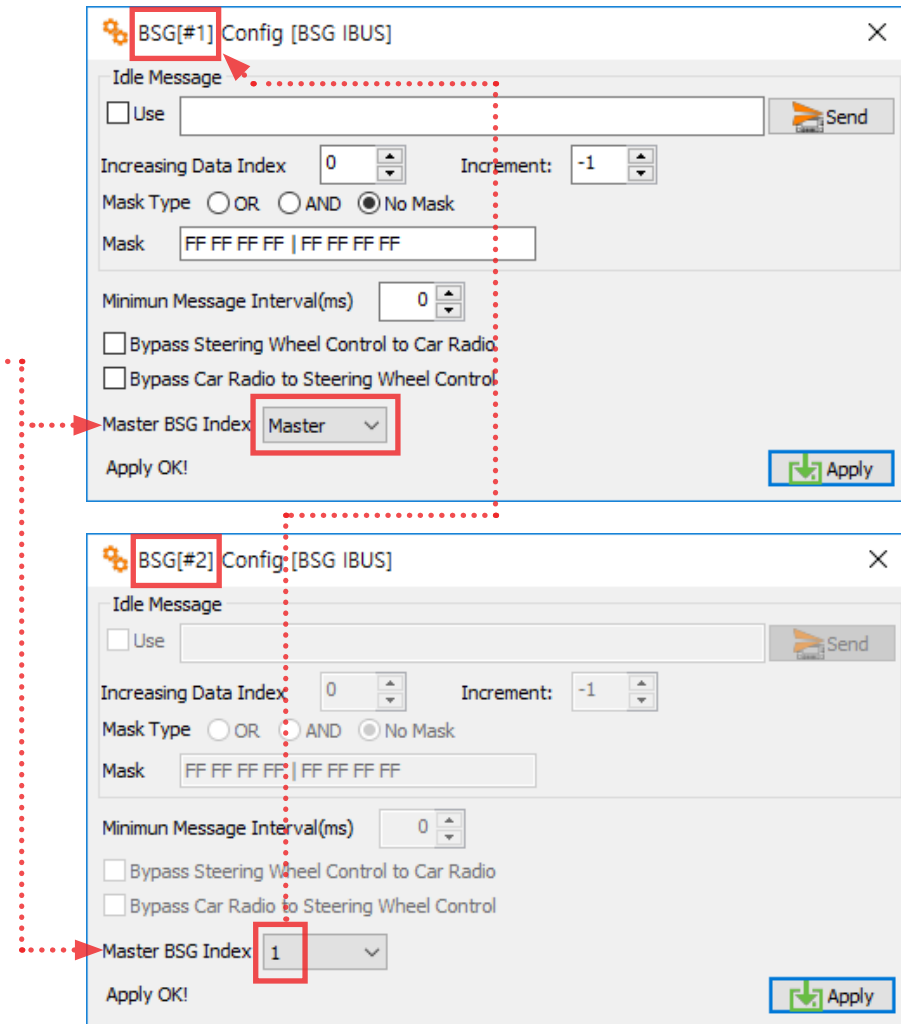 BSG[#1] Config [BSG IBUS]
Idle Message
Use Send
Increasing Data Index 0 Increment: -1
Mask Type OR AND No Mask
Mask FF FF FF FF | FF FF FF FF
Minimun Message Interval(ms) 0
Bypass Steering Wheel Control to Car Radio
Bypass Car Radio to Steering Wheel Control
Master BSG Index Master
Apply OK! Apply
BSG[#2] Config [BSG IBUS]
Idle Message
Use Send
Increasing Data Index 0 Increment: -1
Mask Type OR AND No Mask
Mask FF FF FF FF | FF FF FF FF
Minimun Message Interval(ms) 0
Bypass Steering Wheel Control to Car Radio
Bypass Car Radio to Steering Wheel Control
Master BSG Index 1
Apply OK! Apply